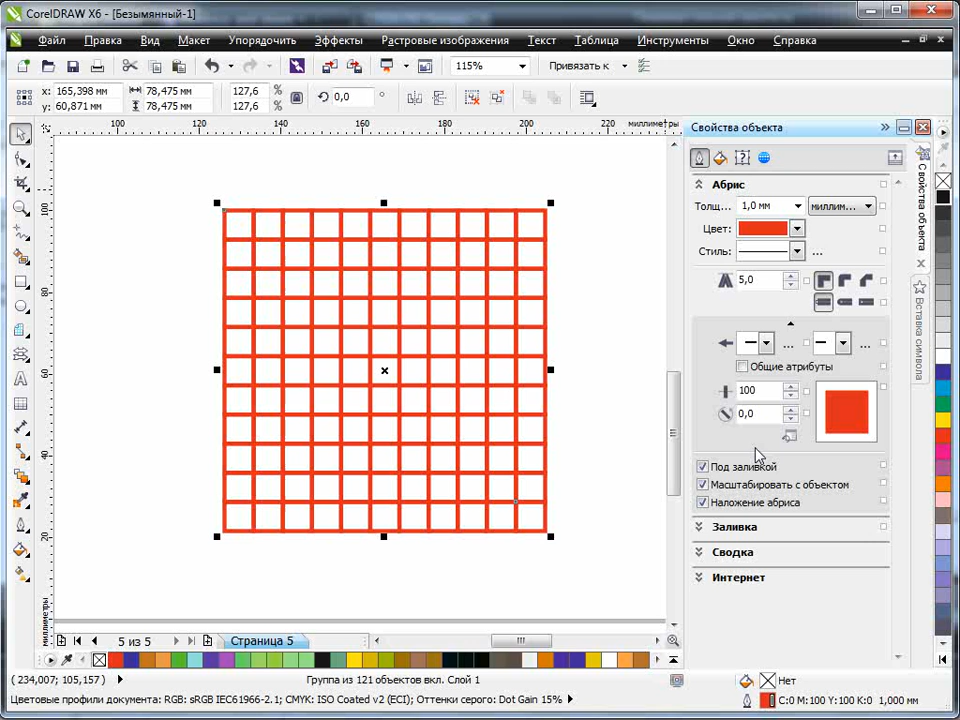 CorelDRAW X6 - [Безымянный-1]
Файл Правка Вид Макет Упорядочить Эффекты Растровые изображения Текст Таблица Инструменты Окно Справка
115% Привязать к
x: 165,398 мм 78,475 мм 127,6 % 0,0 °
y: 60,871 мм 78,475 мм 127,6 %
100 120 140 160 180 200 220 миллиметры
100
80
60
40
20
миллиметры
Свойства объекта
Абрис
Толщ... 1,0 мм миллим...
Цвет:
Стиль: ...
5,0
... ...
Общие атрибуты
100
0,0
Под заливкой
Масштабировать с объектом
Наложение абриса
Заливка
Сводка
Интернет
Свойства объекта
Вставка символа
5 из 5 Страница 5
( 234,007; 105,157 ) Группа из 121 объектов вкл. Слой 1 Нет
Цветовые профили документа: RGB: sRGB IEC61966-2.1; CMYK: ISO Coated v2 (ECI); Оттенки серого: Dot Gain 15% C:0 M:100 Y:100 K:0 1,000 мм